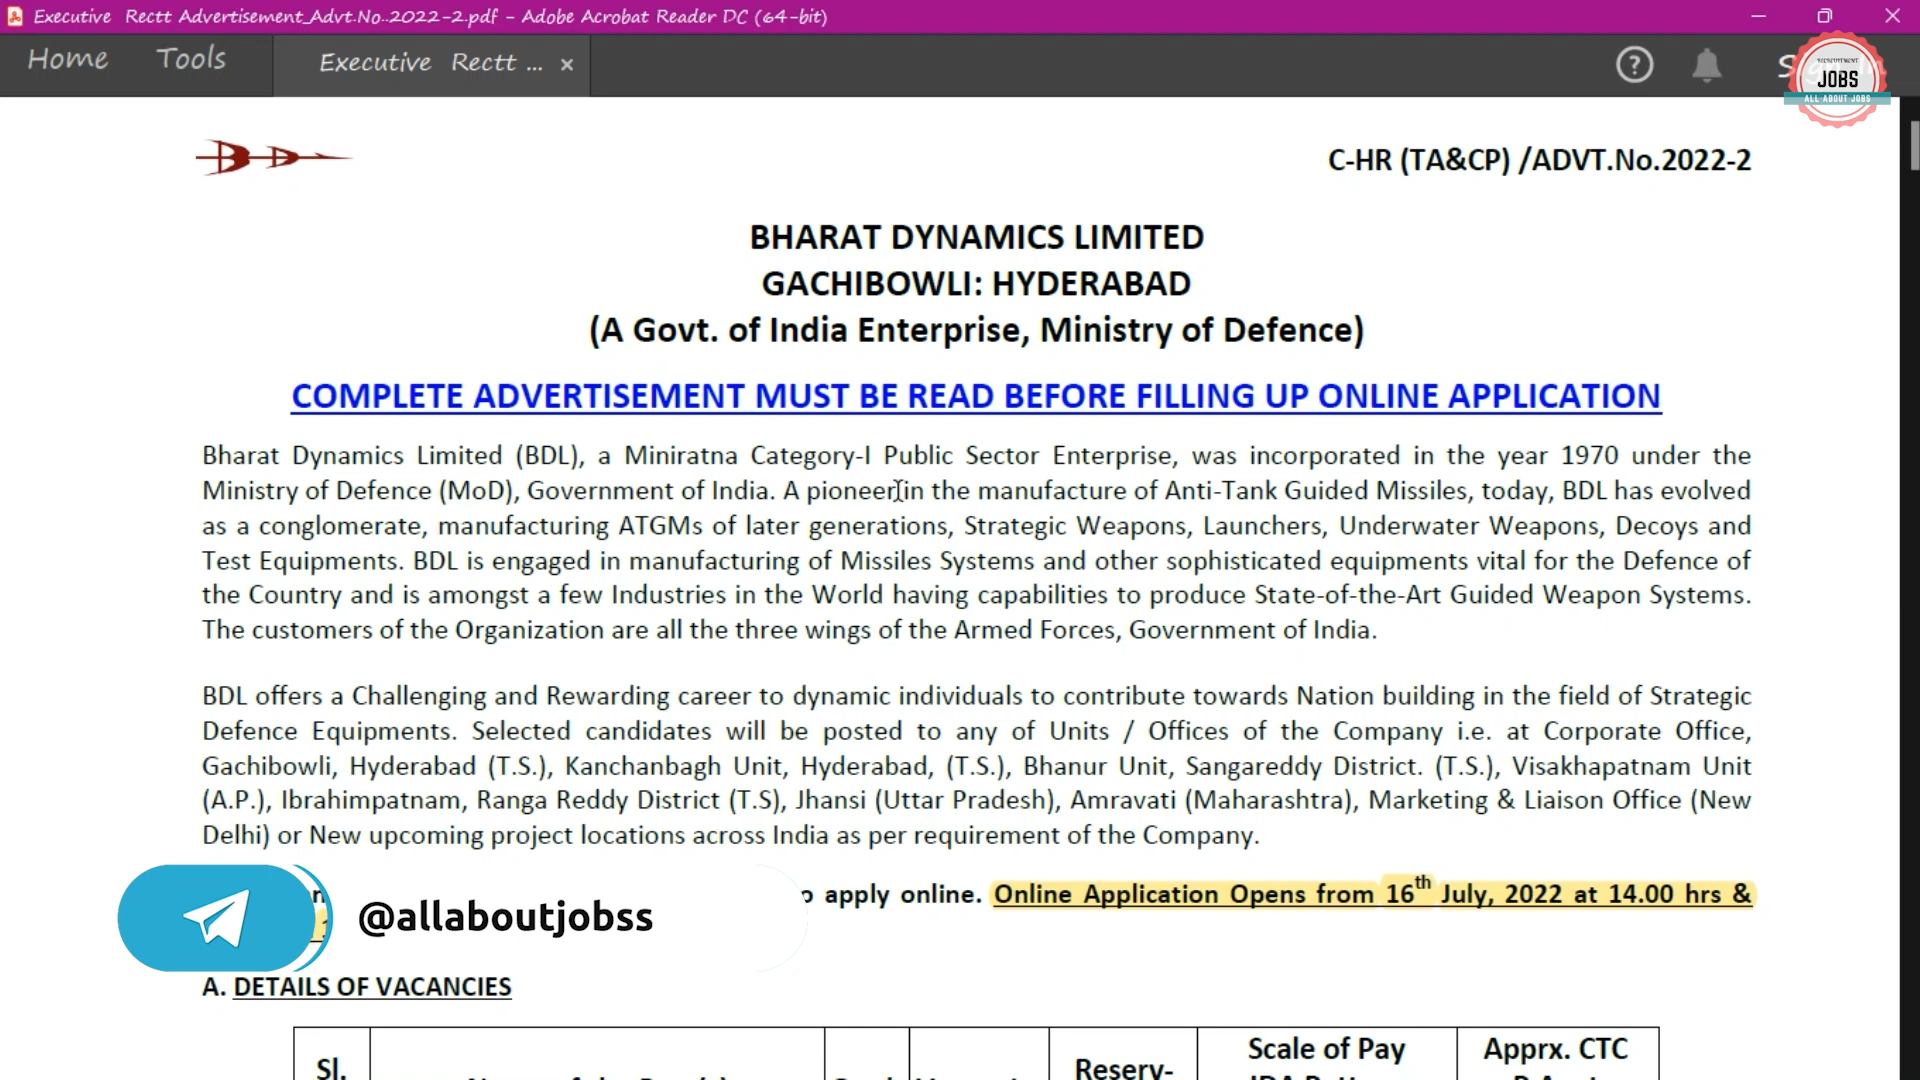 Executive Rectt Advertisement_Advt.No..2022-2.pdf - Adobe Acrobat Reader DC (64-bit)
Home Tools Executive Rectt ... ×
RECRUITMENT
JOBS
ALL ABOUT JOBS
C-HR (TA&CP) /ADVT.No.2022-2
BHARAT DYNAMICS LIMITED
GACHIBOWLI: HYDERABAD
(A Govt. of India Enterprise, Ministry of Defence)
COMPLETE ADVERTISEMENT MUST BE READ BEFORE FILLING UP ONLINE APPLICATION
Bharat Dynamics Limited (BDL), a Miniratna Category-I Public Sector Enterprise, was incorporated in the year 1970 under the
Ministry of Defence (MoD), Government of India. A pioneer in the manufacture of Anti-Tank Guided Missiles, today, BDL has evolved
as a conglomerate, manufacturing ATGMs of later generations, Strategic Weapons, Launchers, Underwater Weapons, Decoys and
Test Equipments. BDL is engaged in manufacturing of Missiles Systems and other sophisticated equipments vital for the Defence of
the Country and is amongst a few Industries in the World having capabilities to produce State-of-the-Art Guided Weapon Systems.
The customers of the Organization are all the three wings of the Armed Forces, Government of India.
BDL offers a Challenging and Rewarding career to dynamic individuals to contribute towards Nation building in the field of Strategic
Defence Equipments. Selected candidates will be posted to any of Units / Offices of the Company i.e. at Corporate Office,
Gachibowli, Hyderabad (T.S.), Kanchanbagh Unit, Hyderabad, (T.S.), Bhanur Unit, Sangareddy District. (T.S.), Visakhapatnam Unit
(A.P.), Ibrahimpatnam, Ranga Reddy District (T.S), Jhansi (Uttar Pradesh), Amravati (Maharashtra), Marketing & Liaison Office (New
Delhi) or New upcoming project locations across India as per requirement of the Company.
apply online. Online Application Opens from 16th July, 2022 at 14.00 hrs &
@allaboutjobss
A. DETAILS OF VACANCIES
Sl.
Reserv-
Scale of Pay
Apprx. CTC